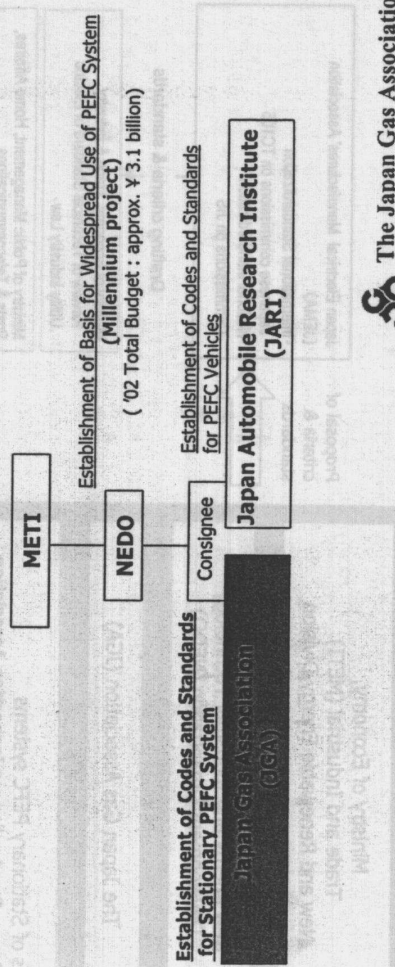 METI
Establishment of Basis for Widespread Use of PEFC System
(Millennium project)
( '02 Total Budget : approx. ¥ 3.1 billion)
NEDO
Establishment of Codes and Standards
for Stationary PEFC System
Consignee
Establishment of Codes and Standards
for PEFC Vehicles
Japan Gas Association
(JGA)
Japan Automobile Research Institute
(JARI)
The Japan Gas Association